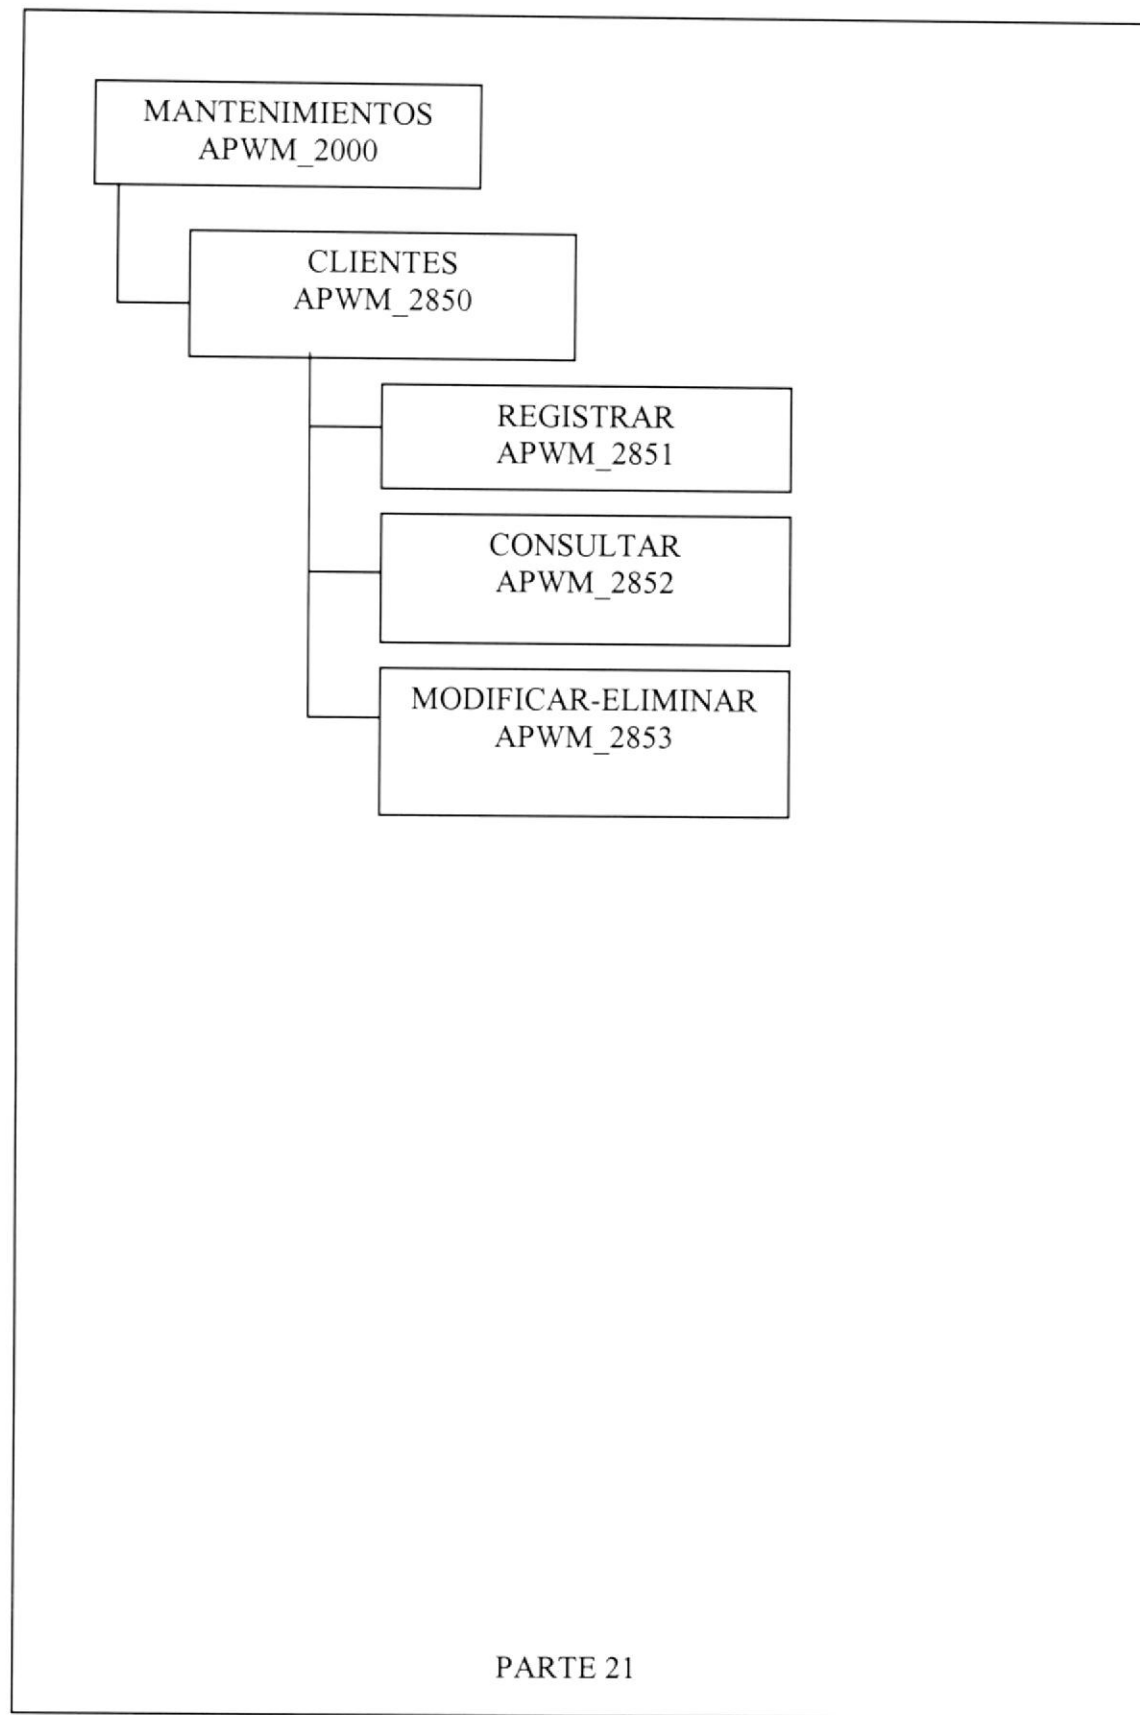 MANTENIMIENTOS
APWM_2000
CLIENTES
APWM_2850
REGISTRAR
APWM_2851
CONSULTAR
APWM_2852
MODIFICAR-ELIMINAR
APWM_2853
PARTE 21